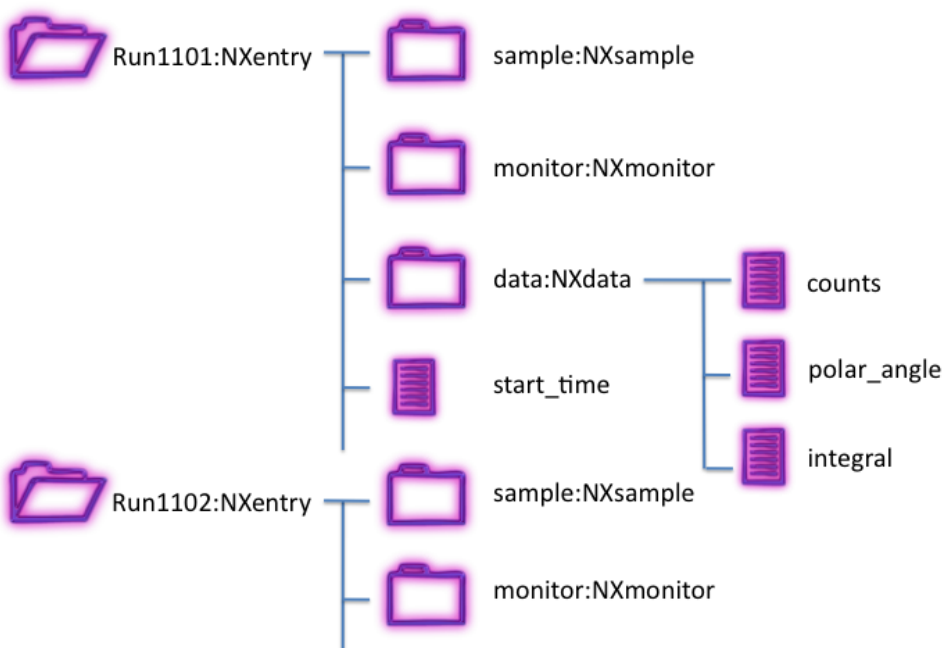 Run1101:NXentry
sample:NXsample
monitor:NXmonitor
data:NXdata
counts
polar_angle
integral
start_time
Run1102:NXentry
sample:NXsample
monitor:NXmonitor